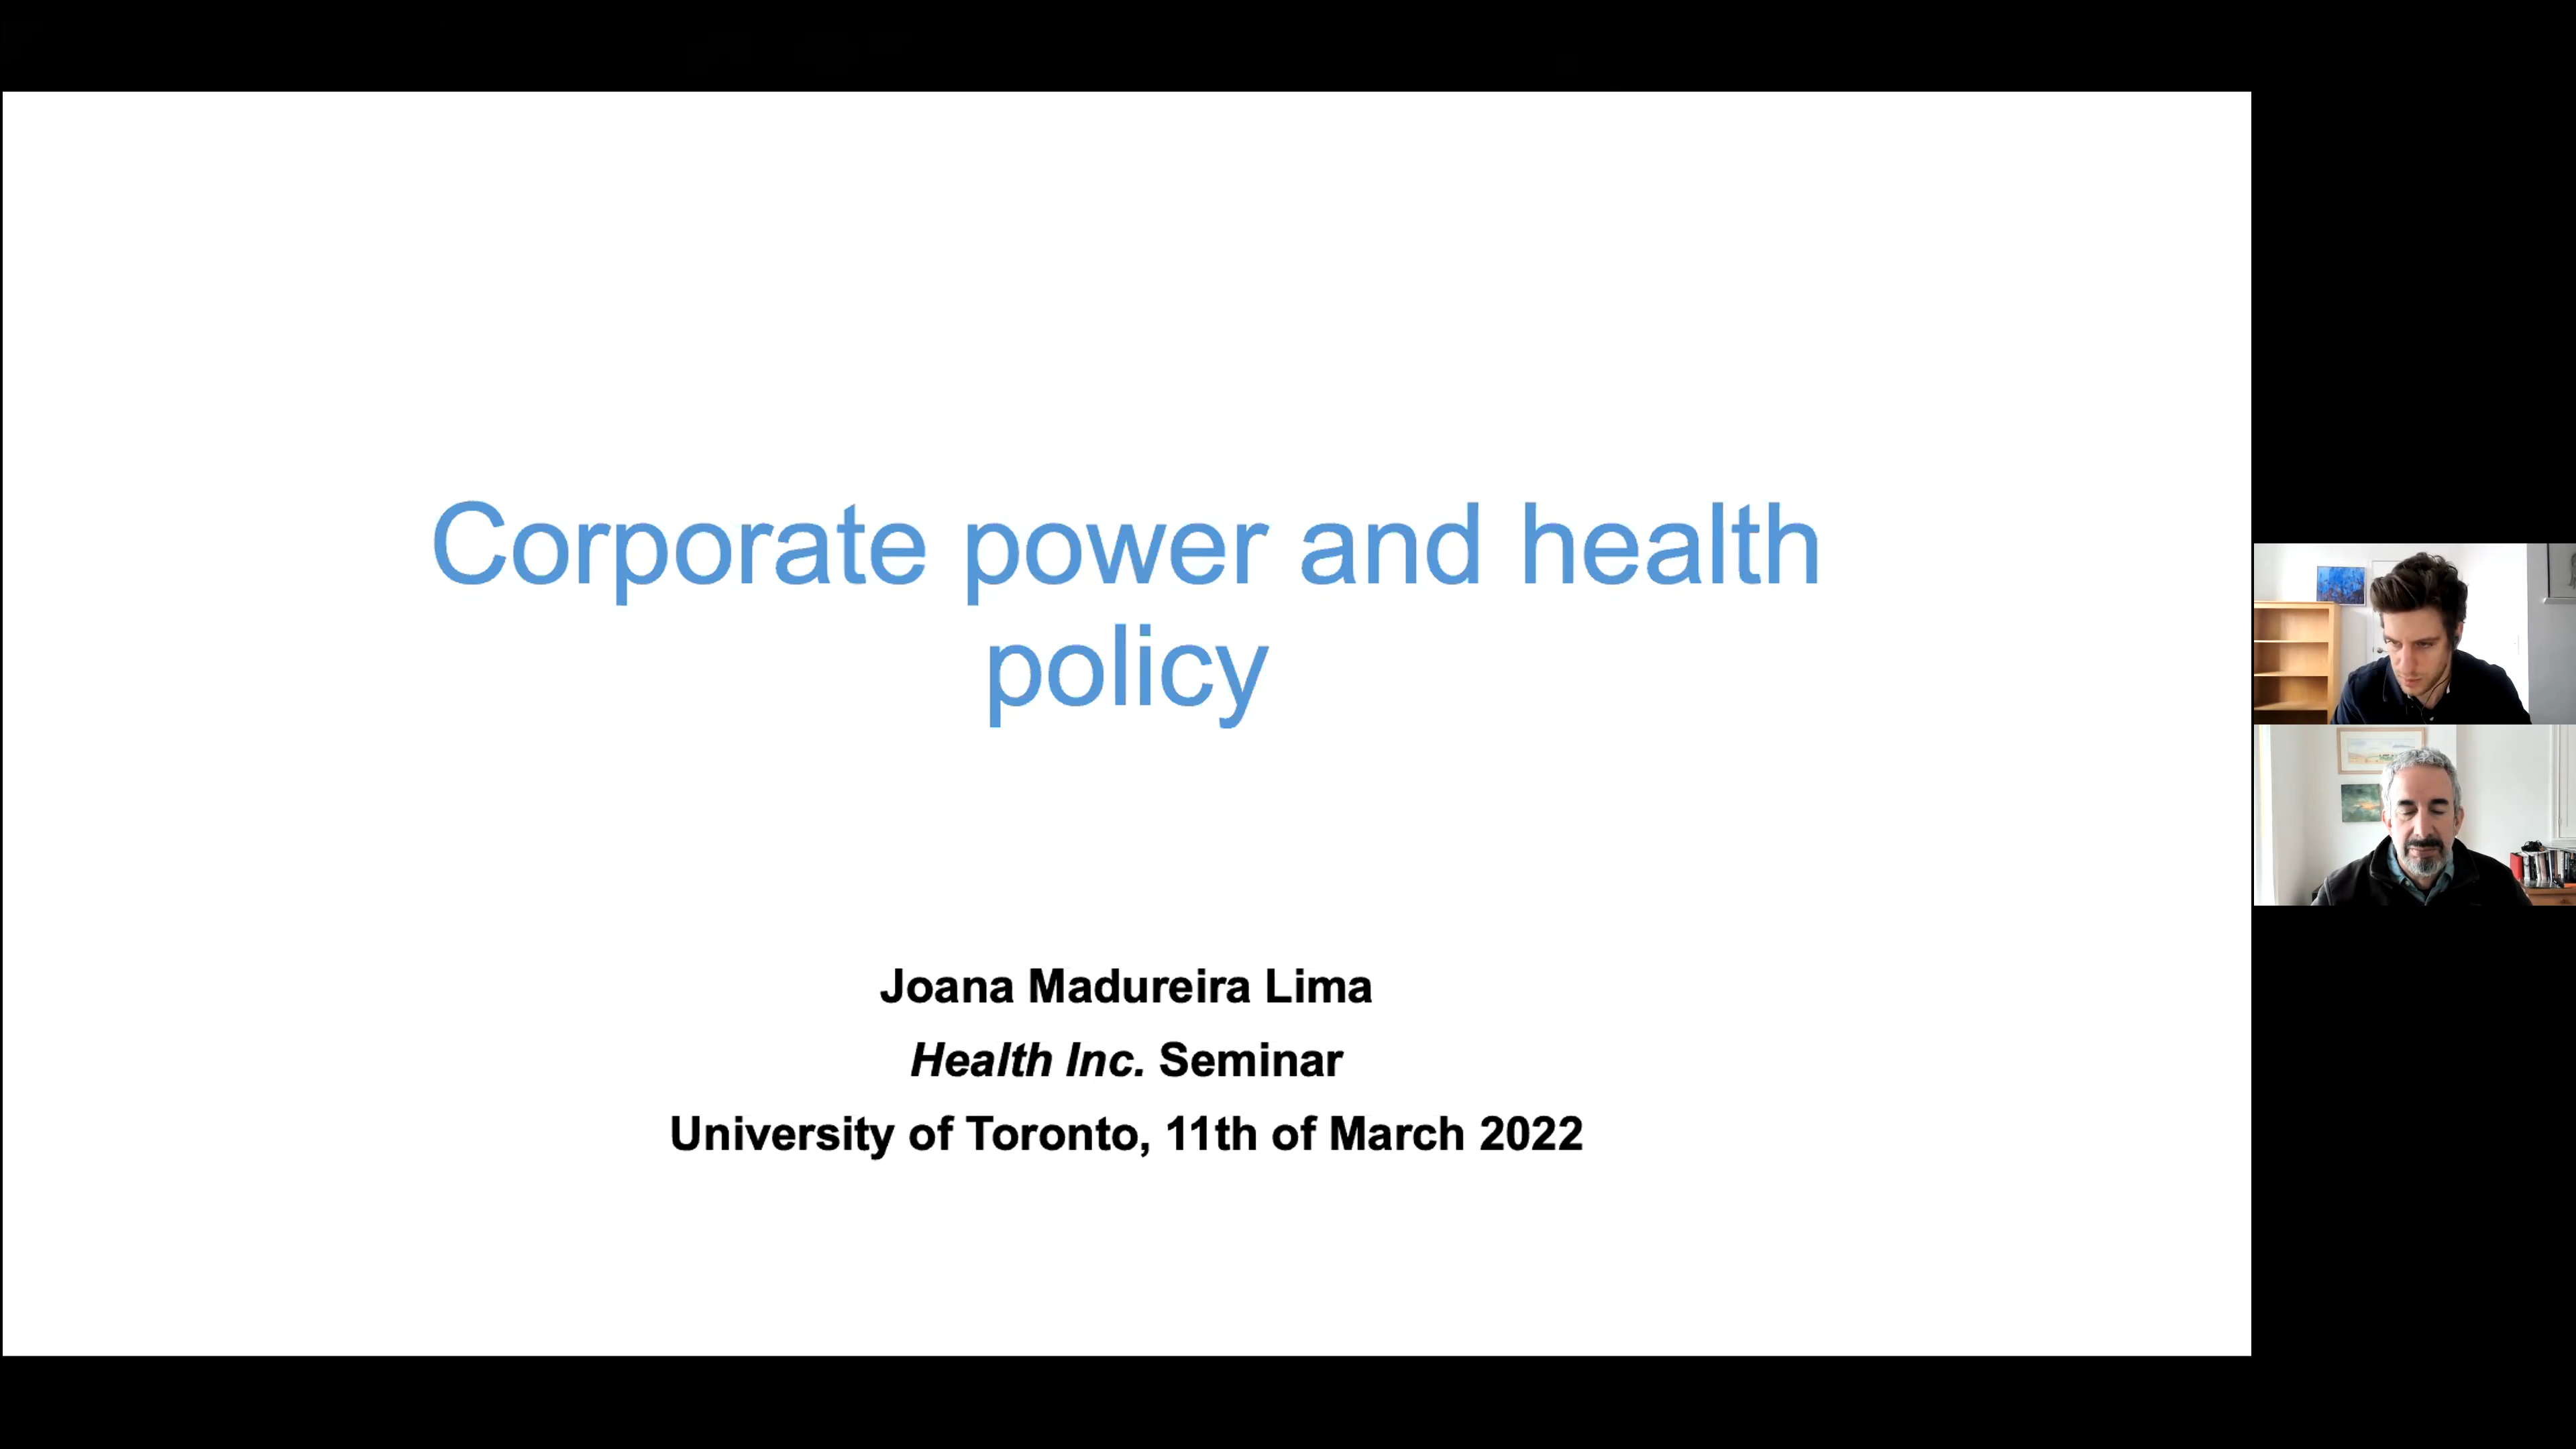 Corporate power and health
policy
Joana Madureira Lima
Health Inc. Seminar
University of Toronto, 11th of March 2022